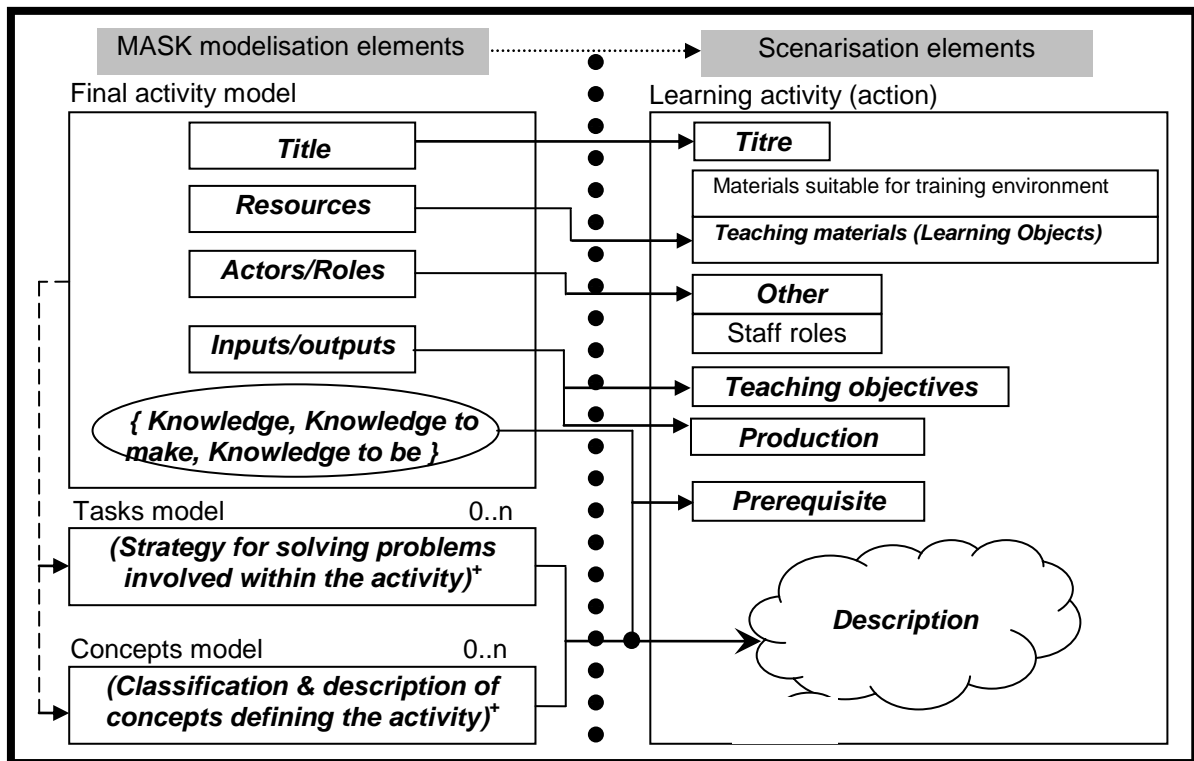 MASK modelisation elements
Scenarisation elements
Final activity model
Learning activity (action)
Title
Titre
Resources
Materials suitable for training environment
Teaching materials (Learning Objects)
Actors/Roles
Other
Staff roles
Inputs/outputs
Teaching objectives
{ Knowledge, Knowledge to
make, Knowledge to be }
Production
Prerequisite
Tasks model 0..n
(Strategy for solving problems
involved within the activity)+
Description
Concepts model 0..n
(Classification & description of
concepts defining the activity)+